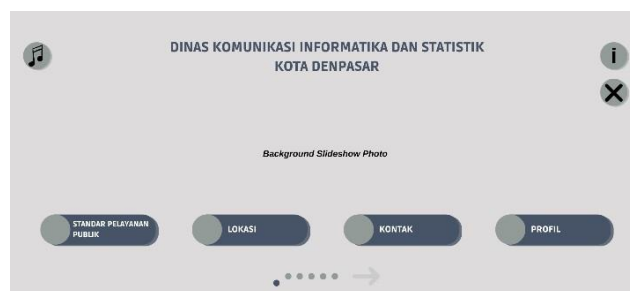 DINAS KOMUNIKASI INFORMATIKA DAN STATISTIK
KOTA DENPASAR
i
Background Slideshow Photo
STANDAR PELAYANAN
PUBLIK
LOKASI
KONTAK
PROFIL